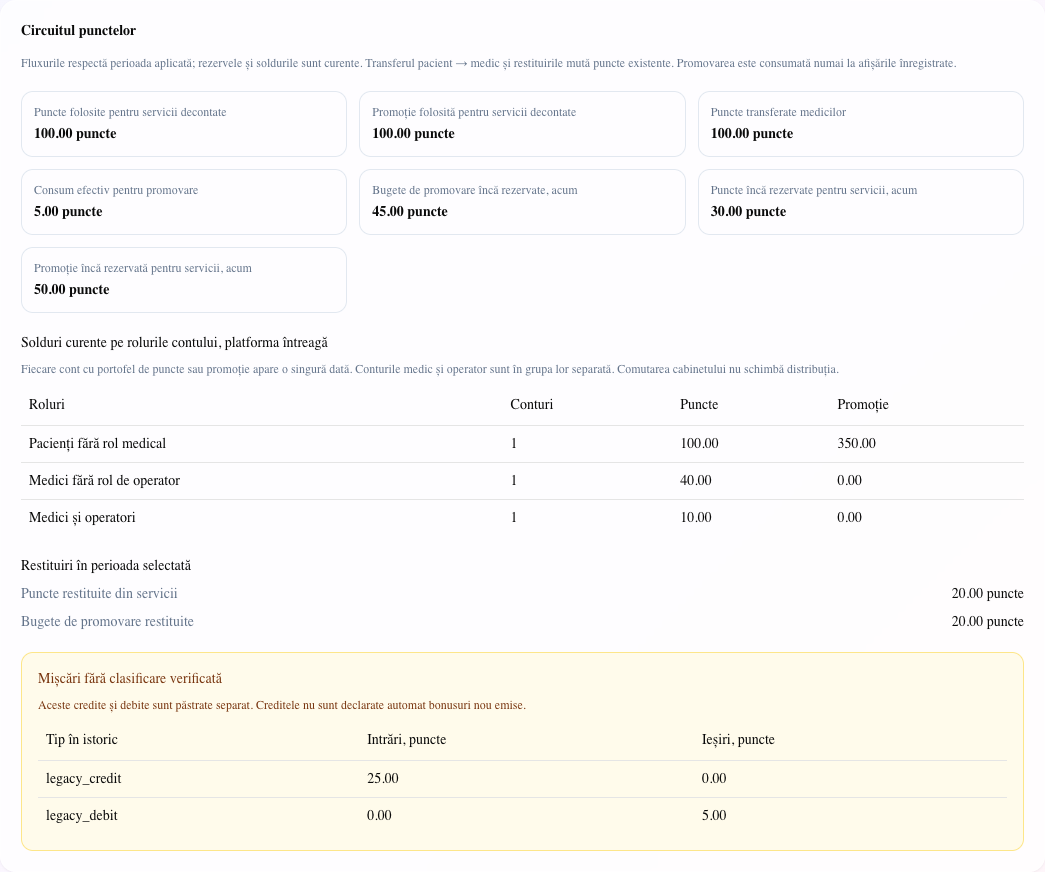 Circuitul punctelor
Fluxurile respectă perioada aplicată; rezervele și soldurile sunt curente. Transferul pacient → medic și restituirile mută puncte existente. Promovarea este consumată numai la afișările înregistrate.
Puncte folosite pentru servicii decontate
100.00 puncte
Promoție folosită pentru servicii decontate
100.00 puncte
Puncte transferate medicilor
100.00 puncte
Consum efectiv pentru promovare
5.00 puncte
Bugete de promovare încă rezervate, acum
45.00 puncte
Puncte încă rezervate pentru servicii, acum
30.00 puncte
Promoție încă rezervată pentru servicii, acum
50.00 puncte
Solduri curente pe rolurile contului, platforma întreagă
Fiecare cont cu portofel de puncte sau promoție apare o singură dată. Conturile medic și operator sunt în grupa lor separată. Comutarea cabinetului nu schimbă distribuția.
Roluri Conturi Puncte Promoție
Pacienți fără rol medical 1 100.00 350.00
Medici fără rol de operator 1 40.00 0.00
Medici și operatori 1 10.00 0.00
Restituiri în perioada selectată
Puncte restituite din servicii 20.00 puncte
Bugete de promovare restituite 20.00 puncte
Mișcări fără clasificare verificată
Aceste credite și debite sunt păstrate separat. Creditele nu sunt declarate automat bonusuri nou emise.
Tip în istoric Intrări, puncte Ieșiri, puncte
legacy_credit 25.00 0.00
legacy_debit 0.00 5.00